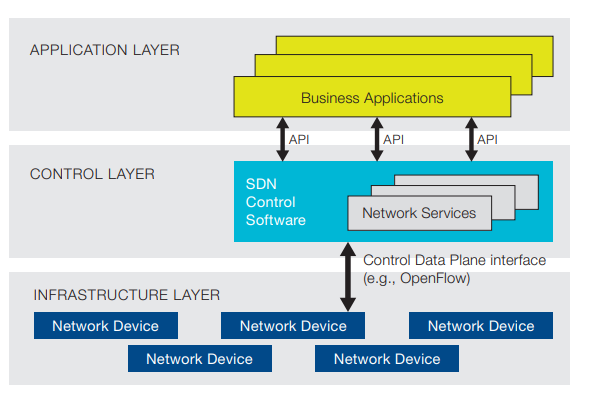 APPLICATION LAYER
Business Applications
API
API
API
CONTROL LAYER
SDN
Control
Software
Network Services
Control Data Plane interface
(e.g., OpenFlow)
INFRASTRUCTURE LAYER
Network Device
Network Device
Network Device
Network Device
Network Device